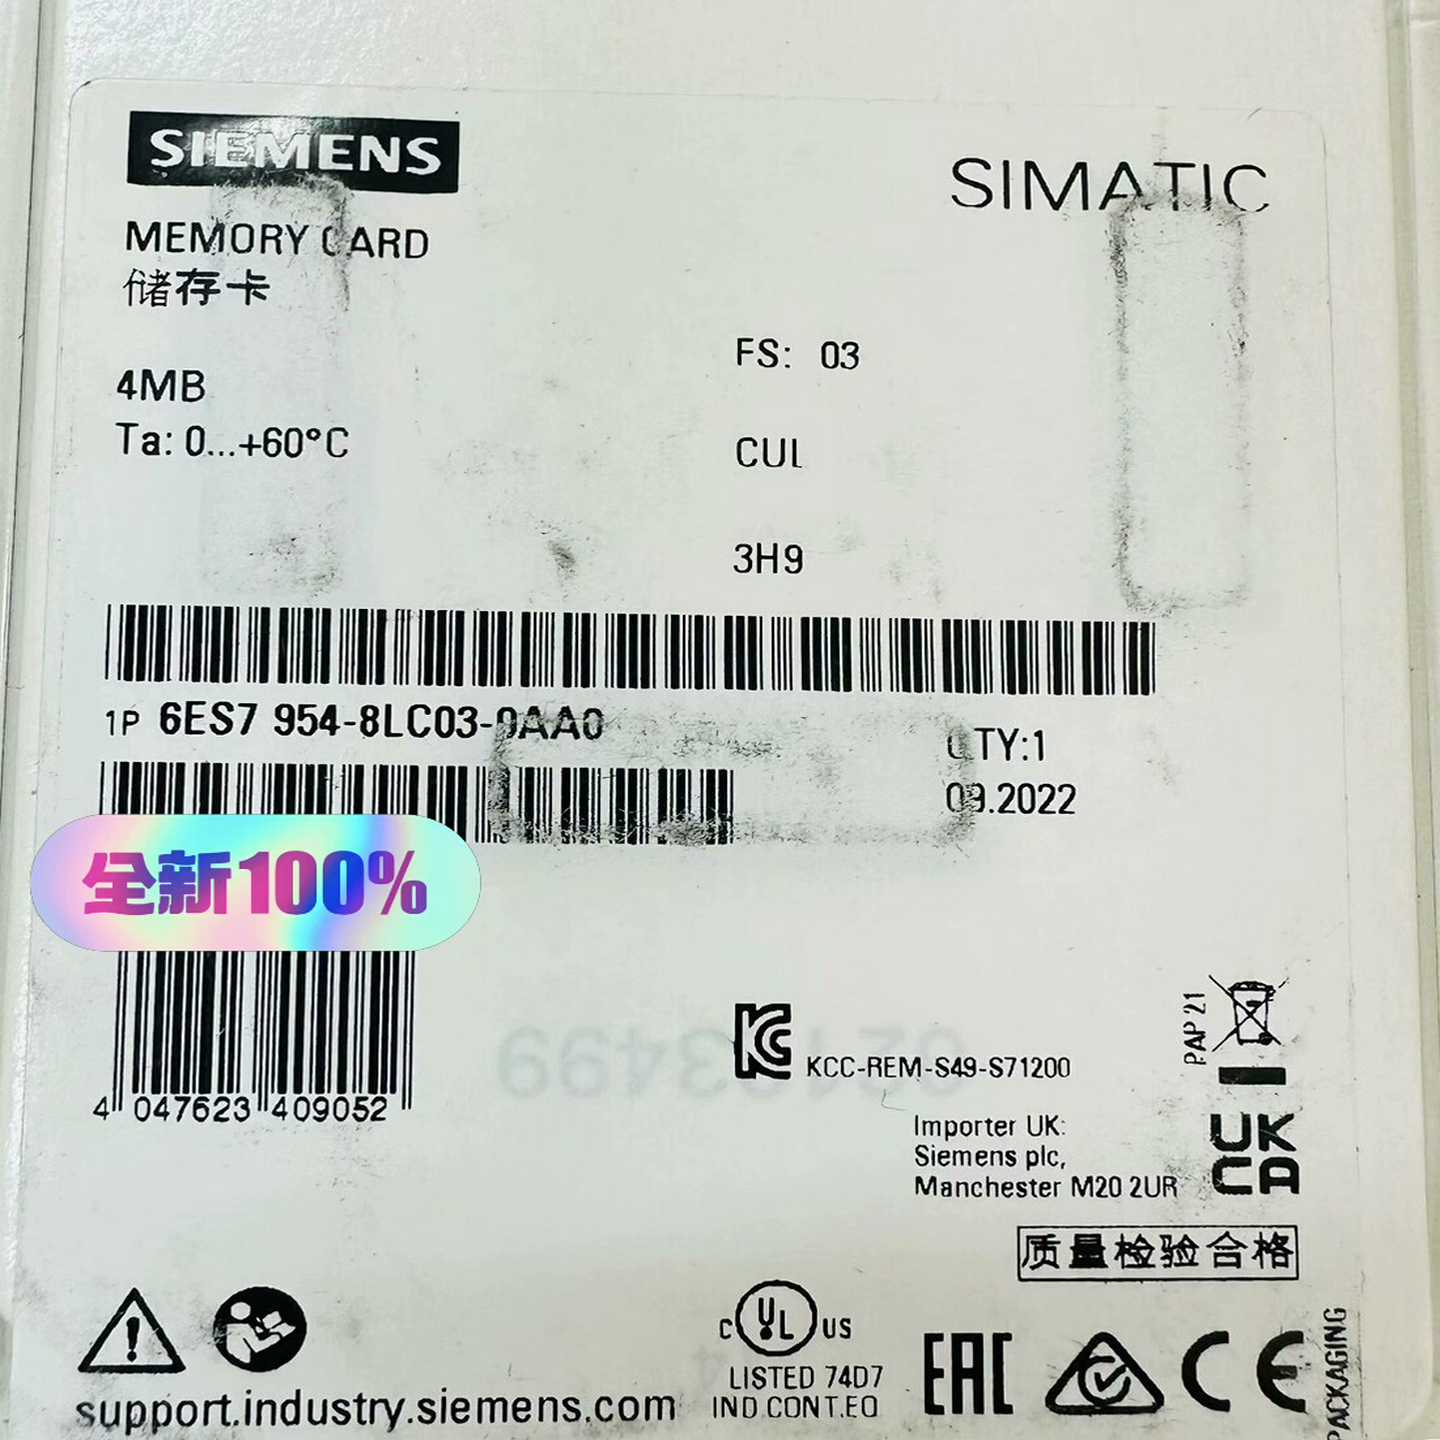 SIEMENS
SIMATIC
MEMORY CARD
储存卡
4MB
Ta: 0...+60°C
FS: 03
CUL
3H9
1P 6ES7 954-8LC03-0AA0
QTY:1
09.2022
全新100%
4 047623 409052
KCC-REM-S49-S71200
PAP 21
Importer UK:
Siemens plc,
Manchester M20 2UR
UK
CA
质量检验合格
support.industry.siemens.com
C UL US
LISTED 74D7
IND CONT.EQ
EAC
CE
PACKAGING